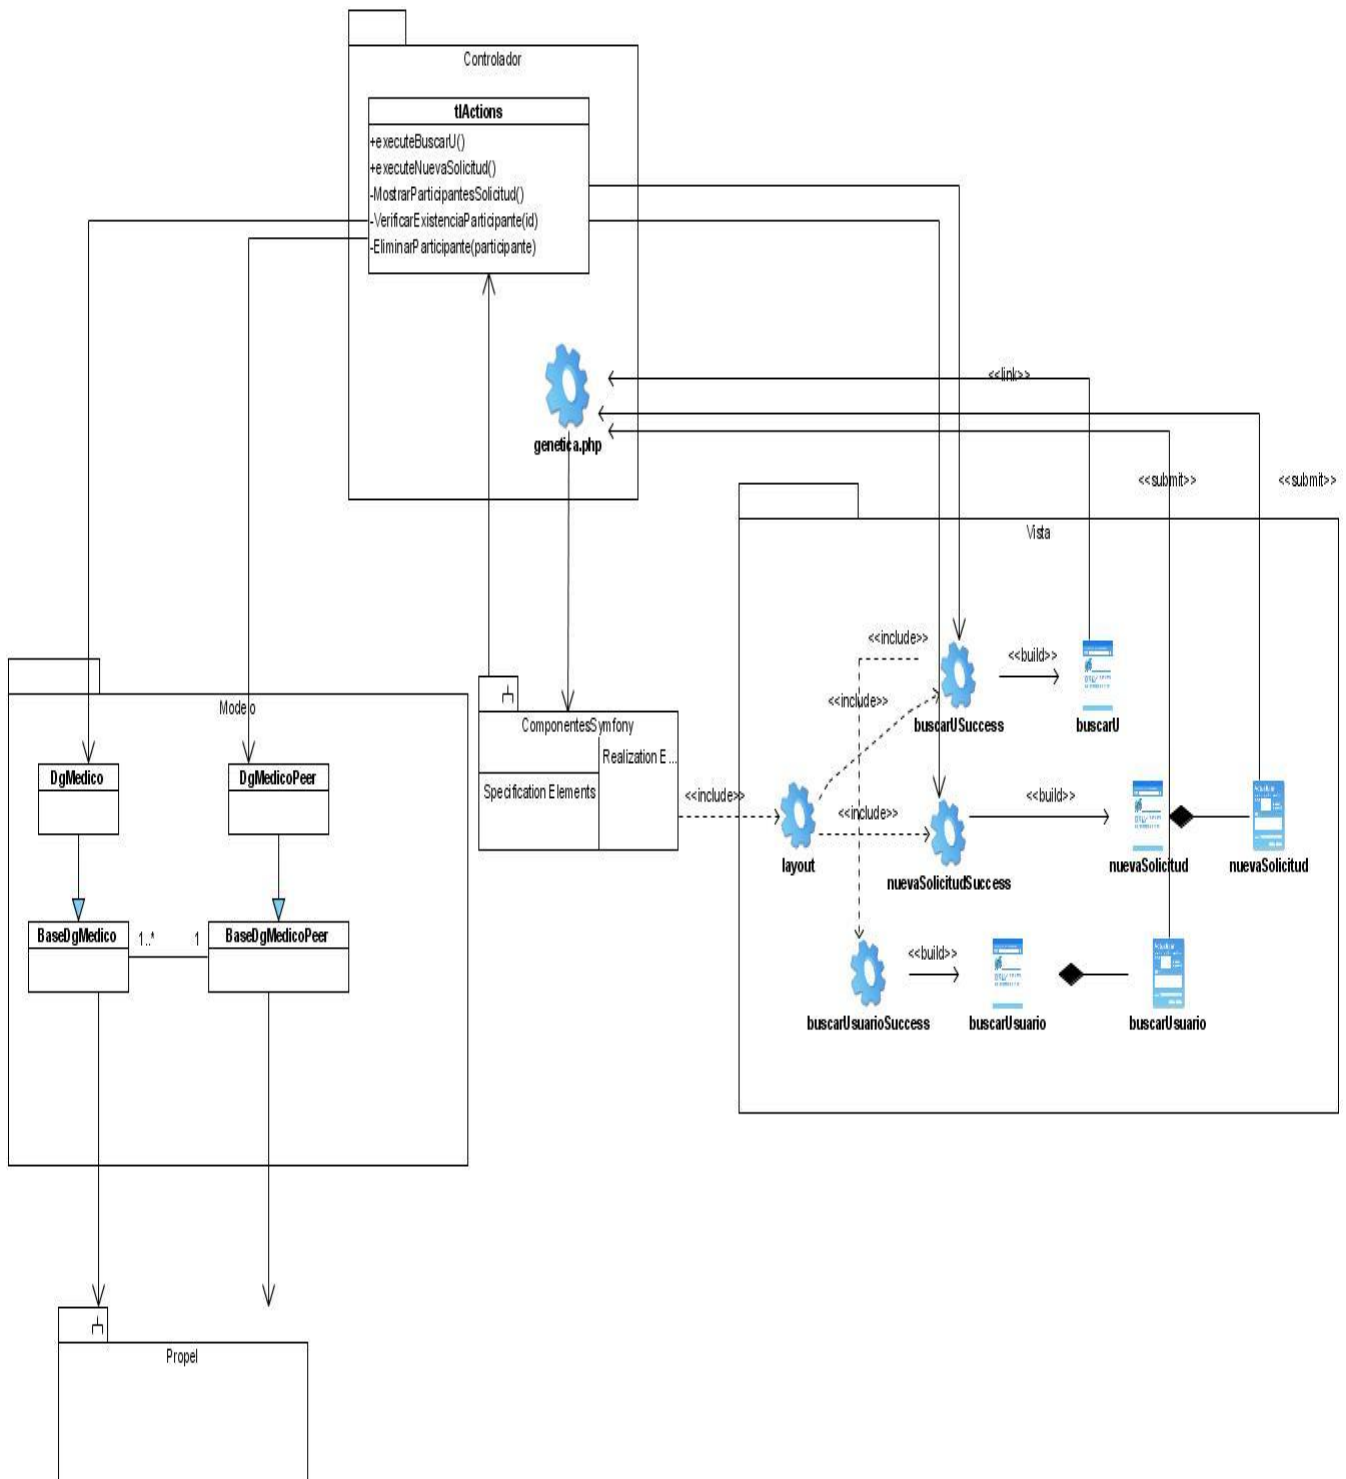 Controlador
tlActions
+executeBuscarU()
+executeNuevaSolicitud()
-MostrarParticipantesSolicitud()
-VerificarExistenciaParticipante(id)
-EliminarParticipante(participante)
<<link>>
genetica.php
<<submit>>
<<submit>>
Vista
<<include>>
<<build>>
<<include>>
buscarUSuccess
buscarU
Modelo
ComponentesSymfony
Realization E...
Specification Elements
DgMedico
DgMedicoPeer
<<include>>
<<include>>
<<build>>
layout
nuevaSolicitudSuccess
nuevaSolicitud
nuevaSolicitud
BaseDgMedico
1..*
1
BaseDgMedicoPeer
<<build>>
buscarUsuarioSuccess
buscarUsuario
buscarUsuario
Propel